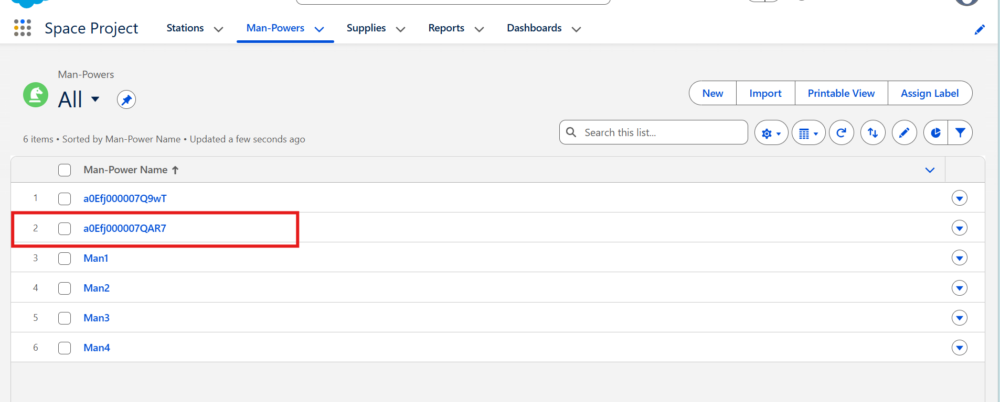 Space Project Stations Man-Powers Supplies Reports Dashboards
Man-Powers
All
New Import Printable View Assign Label
6 items • Sorted by Man-Power Name • Updated a few seconds ago
Search this list...
Man-Power Name
1 a0Efj000007Q9wT
2 a0Efj000007QAR7
3 Man1
4 Man2
5 Man3
6 Man4